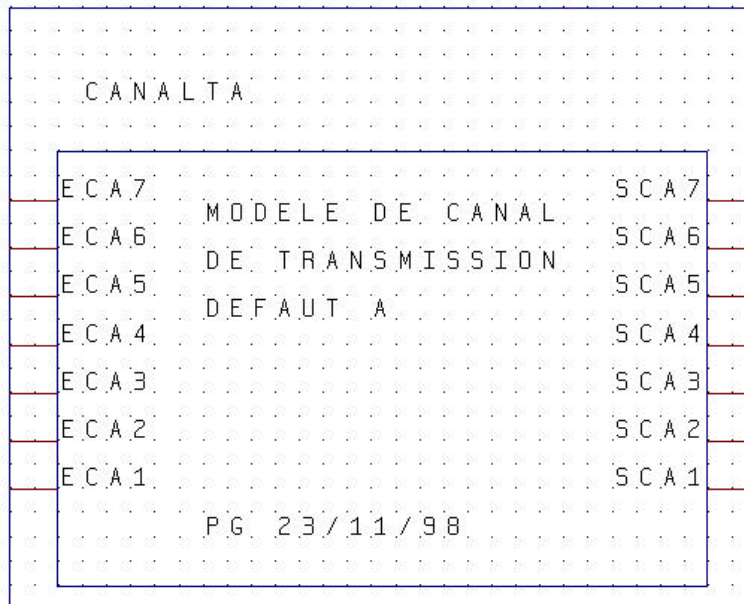 CANALTA
ECA7
SCA7
MODELE DE CANAL
ECA6
SCA6
DE TRANSMISSION
ECA5
SCA5
DEFAUT A
ECA4
SCA4
ECA3
SCA3
ECA2
SCA2
ECA1
SCA1
PG 23/11/98